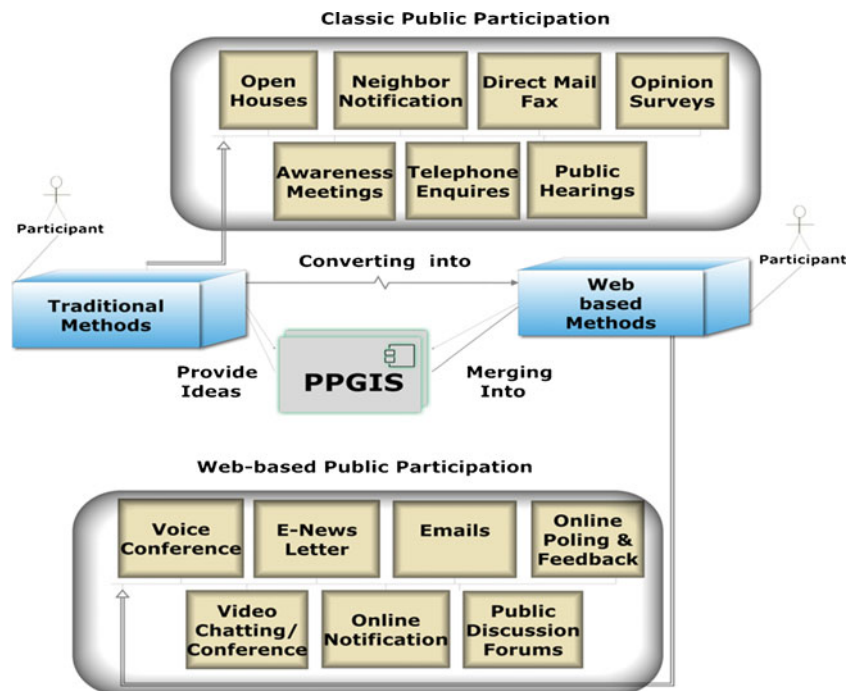 Classic Public Participation
Open
Houses
Neighbor
Notification
Direct Mail
Fax
Opinion
Surveys
Awareness
Meetings
Telephone
Enquires
Public
Hearings
Participant
Participant
Converting into
Traditional
Methods
Web
based
Methods
Provide
Ideas
PPGIS
Merging
Into
Web-based Public Participation
Voice
Conference
E-News
Letter
Emails
Online
Poling &
Feedback
Video
Chatting/
Conference
Online
Notification
Public
Discussion
Forums